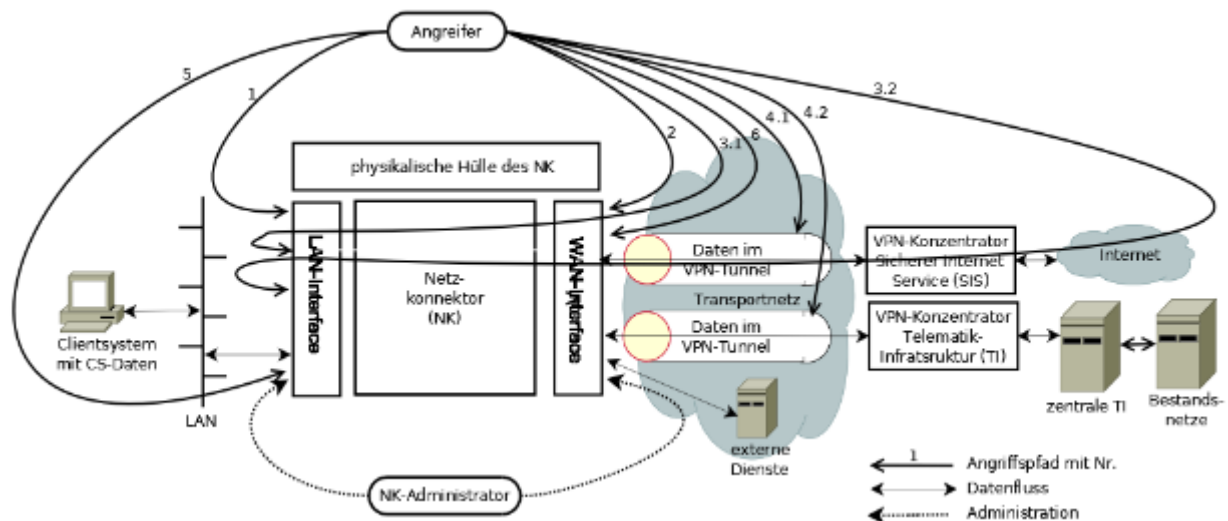 Angreifer
5
1
2
3.1
6
4.1
4.2
3.2
physikalische Hülle des NK
LAN-Interface
Netz-
konnektor
(NK)
WAN-Interface
Daten im
VPN-Tunnel
Transportnetz
Daten im
VPN-Tunnel
VPN-Konzentrator
Sicherer Internet
Service (SIS)
Internet
VPN-Konzentrator
Telematik-
Infratsruktur (TI)
Clientsystem
mit CS-Daten
LAN
zentrale TI
Bestands-
netze
externe
Dienste
NK-Administrator
1
Angriffspfad mit Nr.
Datenfluss
Administration